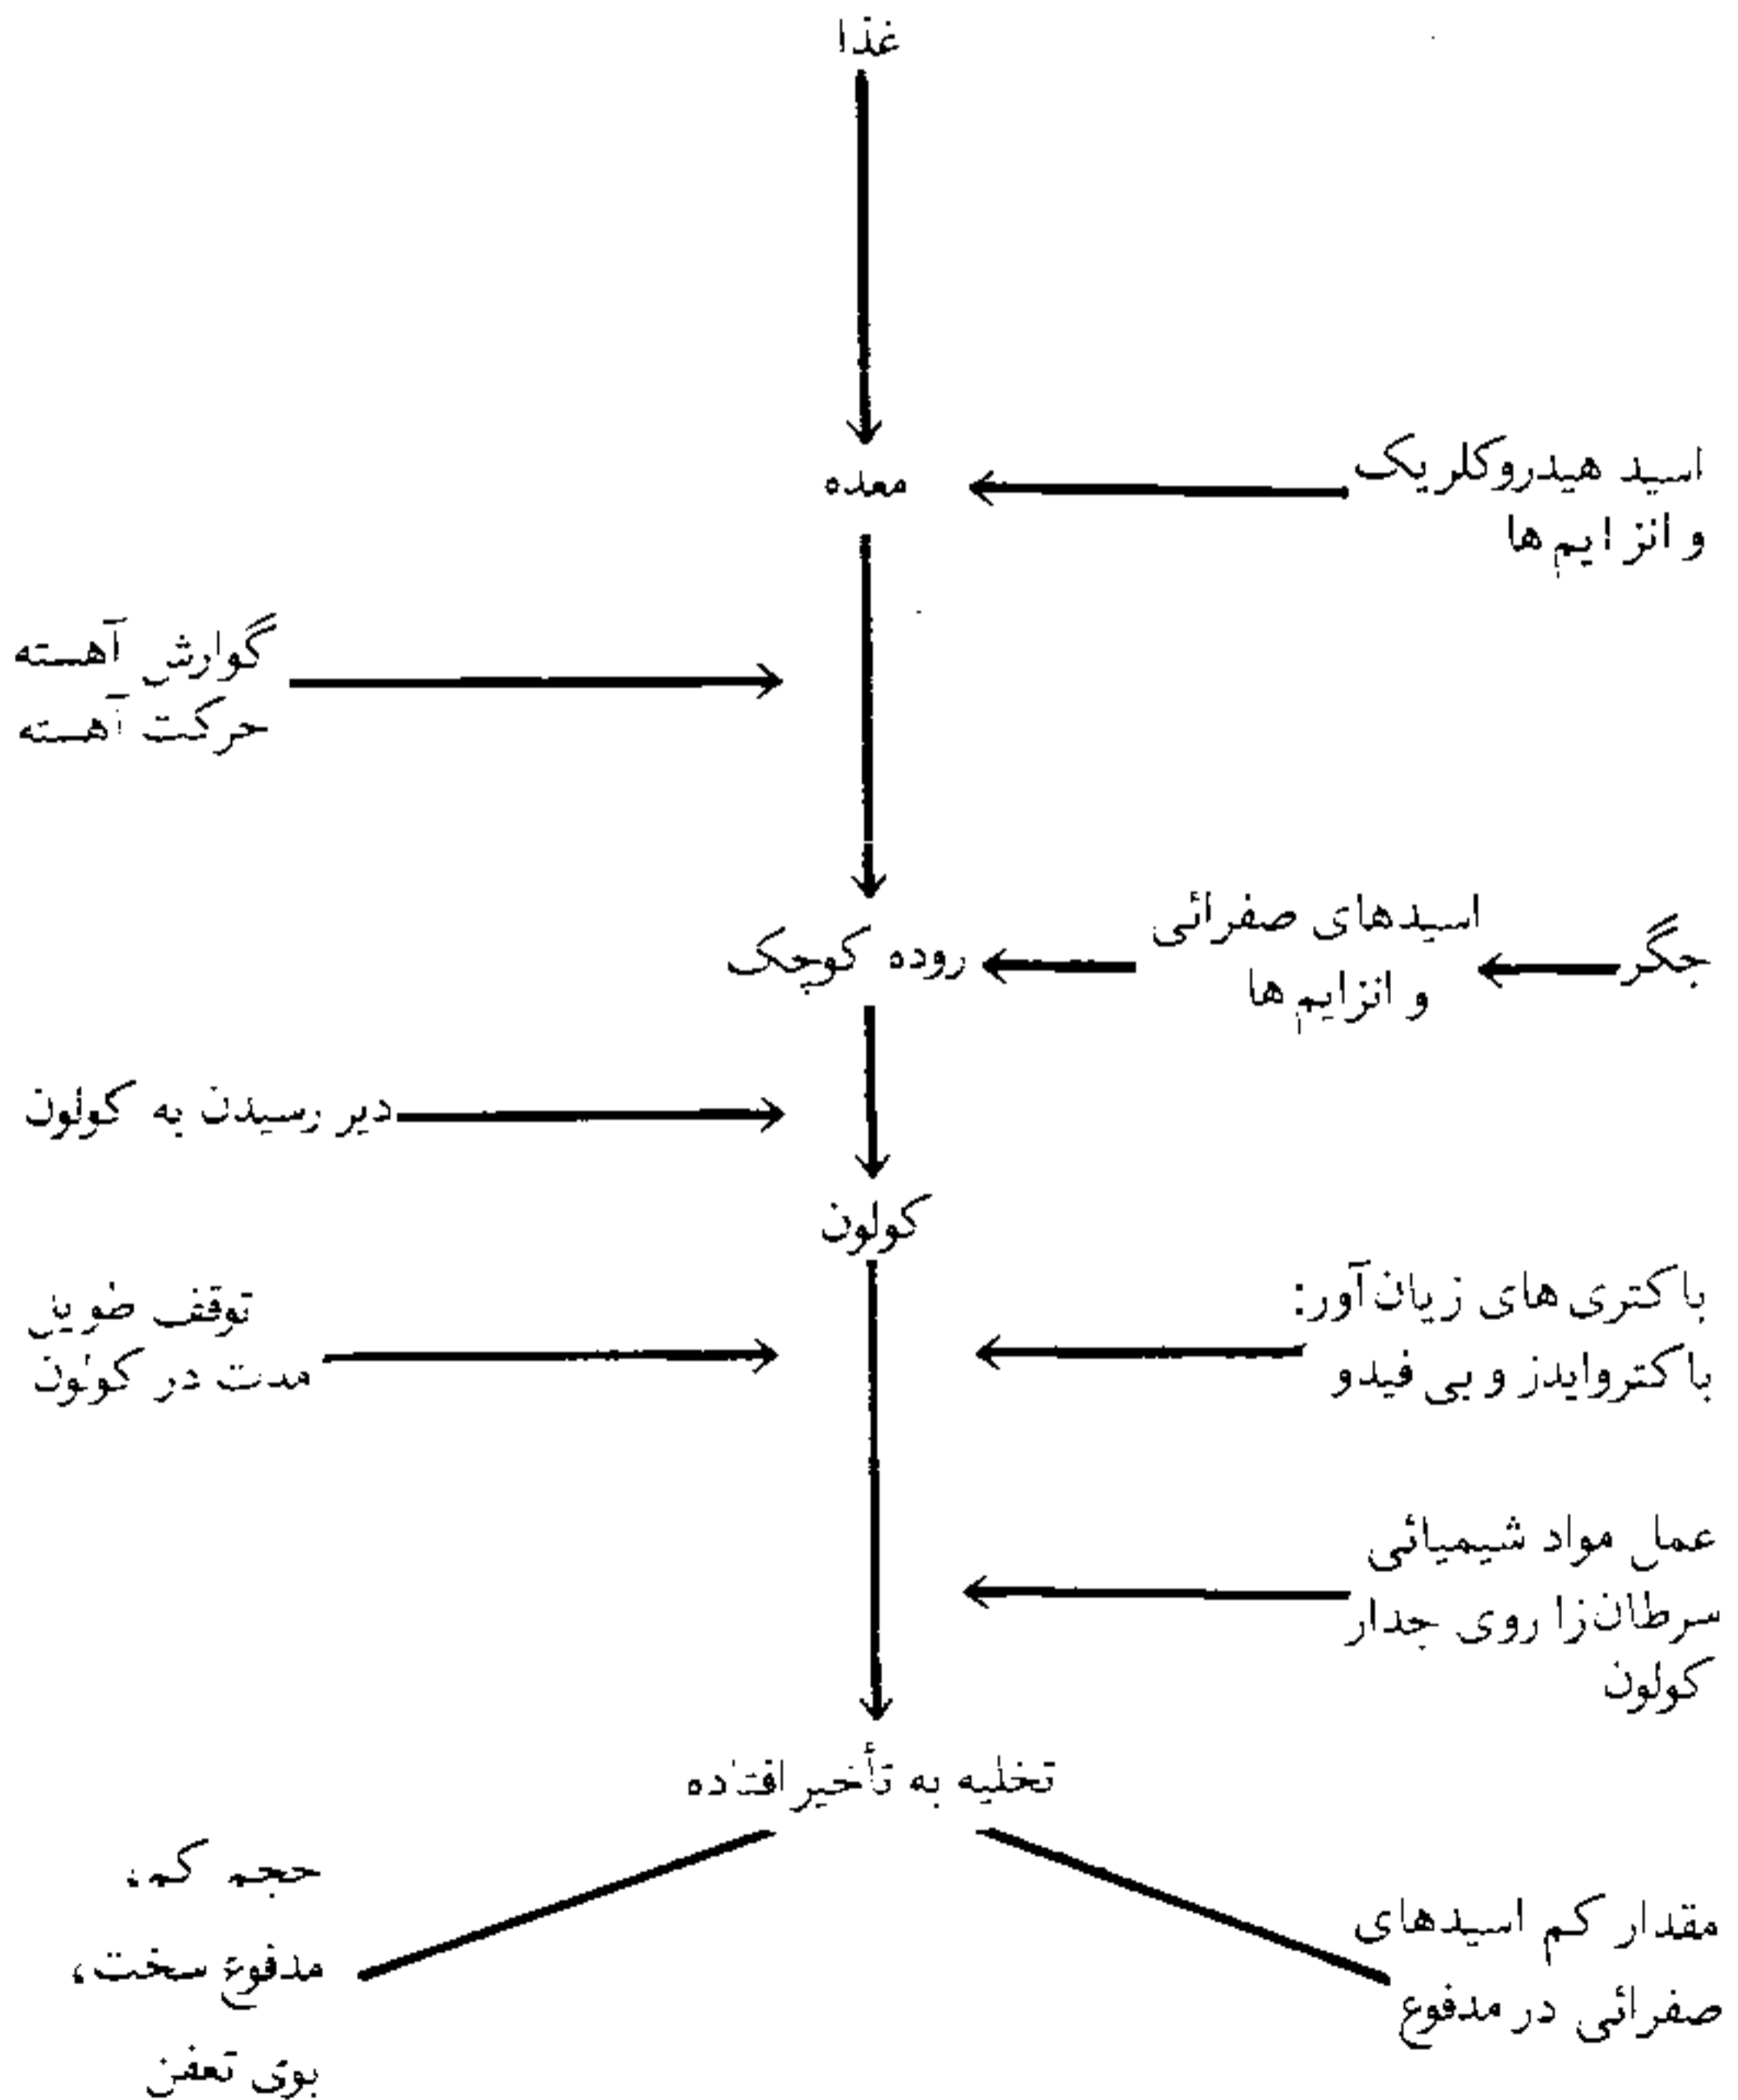 غذا
معده
اسید هیدروکلریک
و انزایم‌ها
گوارش آهسته
حرکت آهسته
روده کوچک
اسیدهای صفرائی
و انزایم‌ها
جگر
دیر رسیدن به کولون
کولون
باکتری‌های زیان‌آور:
باکتروایدز و بی فیدو
توقف طویل
مدت در کولون
عمل مواد شیمیائی
سرطان‌زا روی جدار
کولون
تخلیه به تأخیر افتاده
مقدار کم اسیدهای
صفرائی در مدفوع
حجم کم،
مدفوع سخت،
بوی تعفن